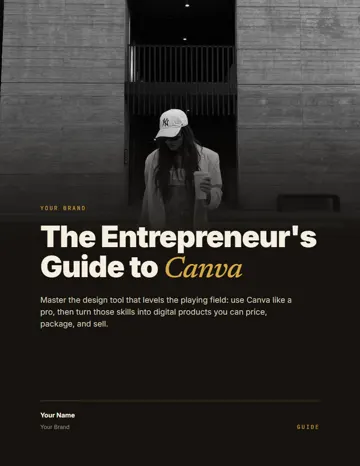 NY
YOUR BRAND
The Entrepreneur's
Guide to Canva
Master the design tool that levels the playing field: use Canva like a
pro, then turn those skills into digital products you can price,
package, and sell.
Your Name
Your Brand
GUIDE